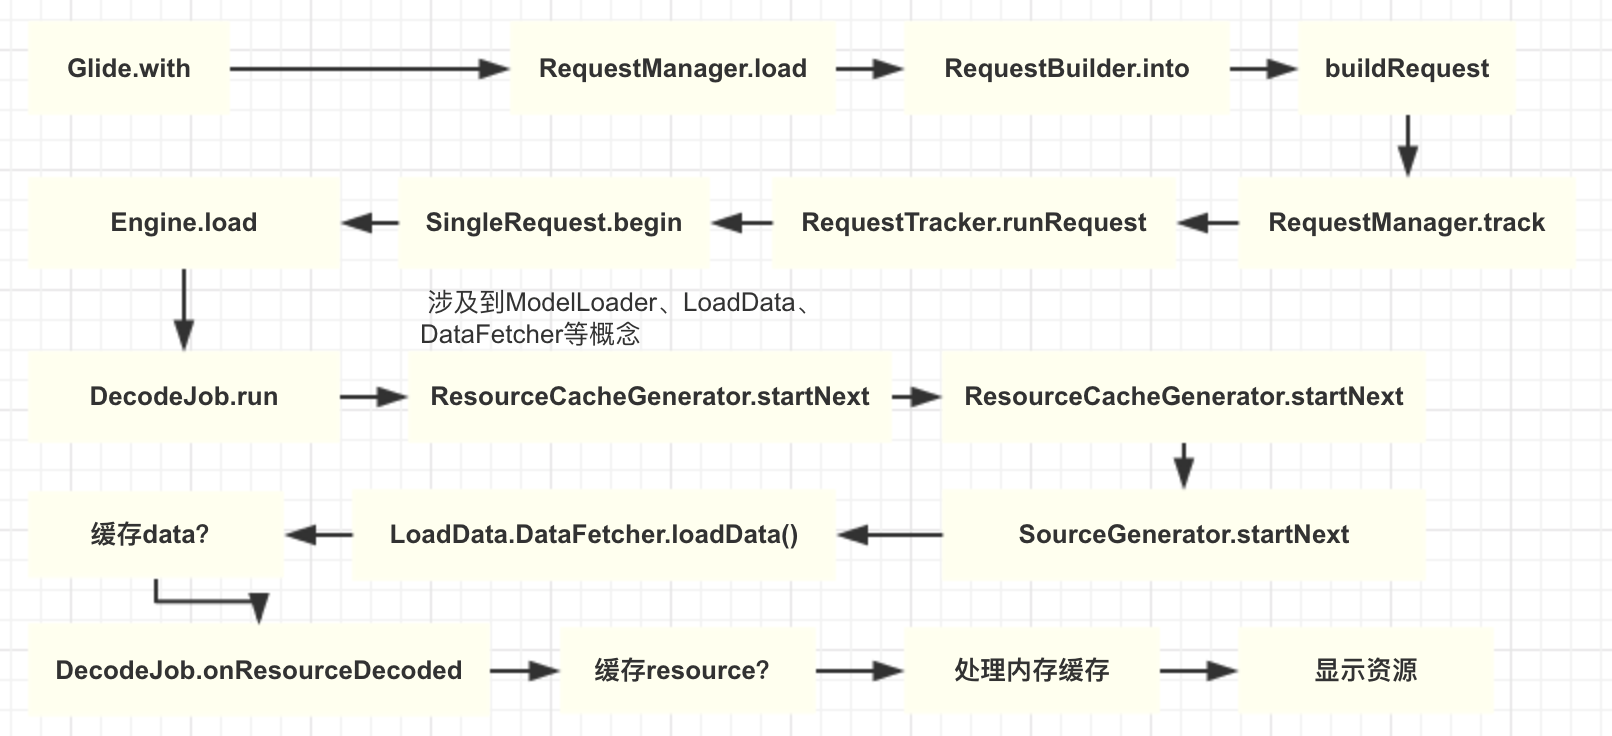 Glide.with
RequestManager.load
RequestBuilder.into
buildRequest
RequestManager.track
RequestTracker.runRequest
SingleRequest.begin
Engine.load
涉及到ModelLoader、LoadData、
DataFetcher等概念
DecodeJob.run
ResourceCacheGenerator.startNext
ResourceCacheGenerator.startNext
SourceGenerator.startNext
LoadData.DataFetcher.loadData()
缓存data?
DecodeJob.onResourceDecoded
缓存resource?
处理内存缓存
显示资源